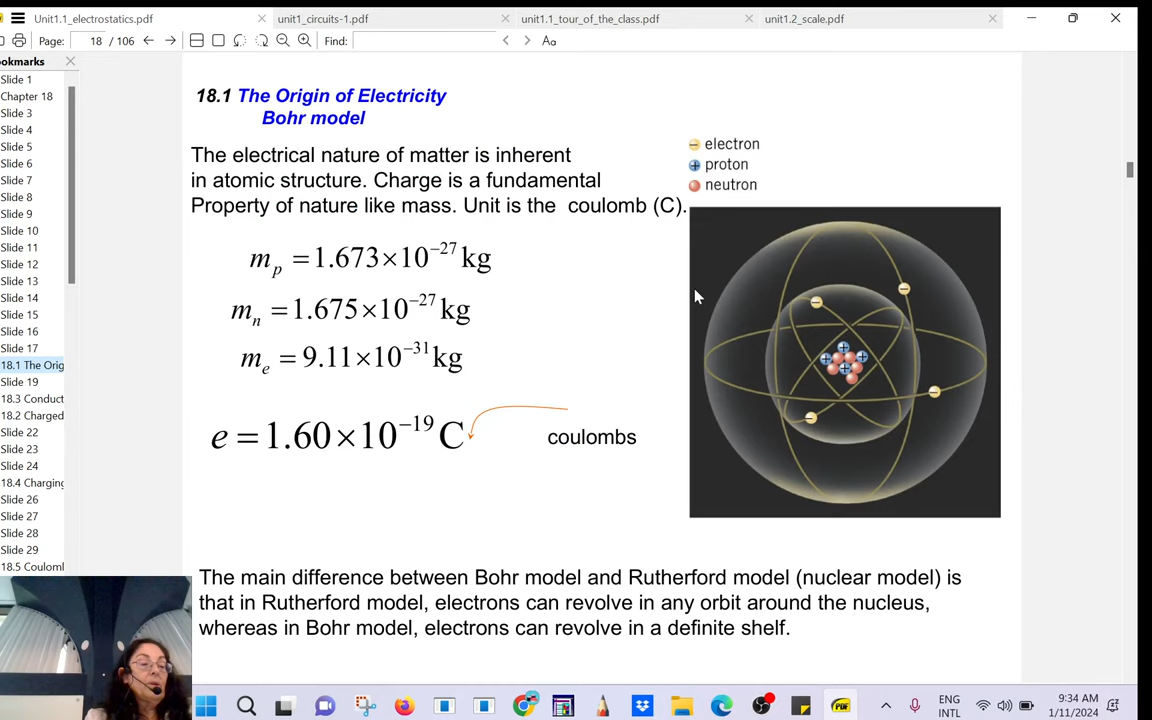 Unit1.1_electrostatics.pdf
unit1_circuits-1.pdf
unit1.1_tour_of_the_class.pdf
unit1.2_scale.pdf
Page: 18 / 106
Find:
Aa
okmarks
Slide 1
Chapter 18
Slide 3
Slide 4
Slide 5
Slide 6
Slide 7
Slide 8
Slide 9
Slide 10
Slide 11
Slide 12
Slide 13
Slide 14
Slide 15
Slide 16
Slide 17
18.1 The Orig
Slide 19
18.3 Conduct
18.2 Charged
Slide 22
Slide 23
Slide 24
18.4 Charging
Slide 26
Slide 27
Slide 28
Slide 29
18.5 Coulom
18.1 The Origin of Electricity
Bohr model
The electrical nature of matter is inherent
in atomic structure. Charge is a fundamental
Property of nature like mass. Unit is the coulomb (C).
m_p = 1.673×10⁻²⁷ kg
m_n = 1.675×10⁻²⁷ kg
m_e = 9.11×10⁻³¹ kg
e = 1.60×10⁻¹⁹ C
coulombs
electron
proton
neutron
The main difference between Bohr model and Rutherford model (nuclear model) is
that in Rutherford model, electrons can revolve in any orbit around the nucleus,
whereas in Bohr model, electrons can revolve in a definite shelf.
PDF
ENG
INTL
9:34 AM
1/11/2024